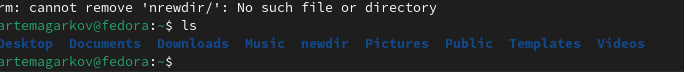 rm: cannot remove 'nrewdir/': No such file or directory
artemagarkov@fedora:~$ ls
Desktop Documents Downloads Music newdir Pictures Public Templates Videos
artemagarkov@fedora:~$